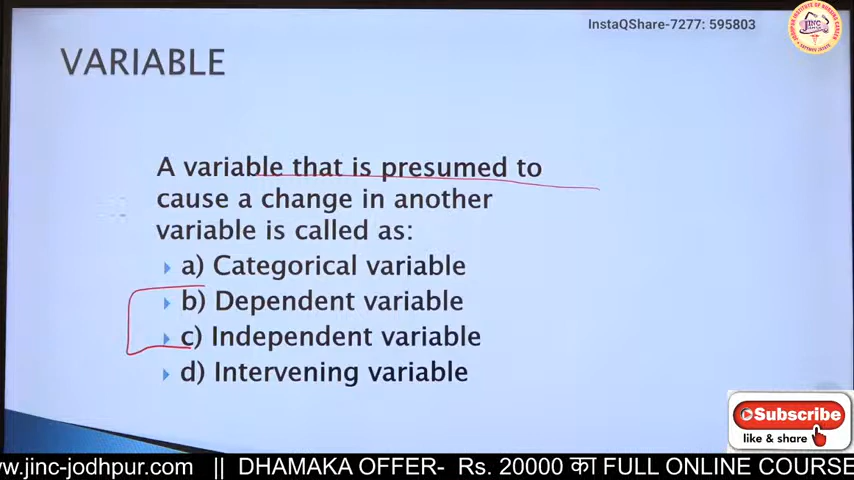 InstaQShare-7277: 595803
VARIABLE
A variable that is presumed to
cause a change in another
variable is called as:
a) Categorical variable
b) Dependent variable
c) Independent variable
d) Intervening variable
Subscribe
like & share
w.jinc-jodhpur.com || DHAMAKA OFFER- Rs. 20000 का FULL ONLINE COURSE